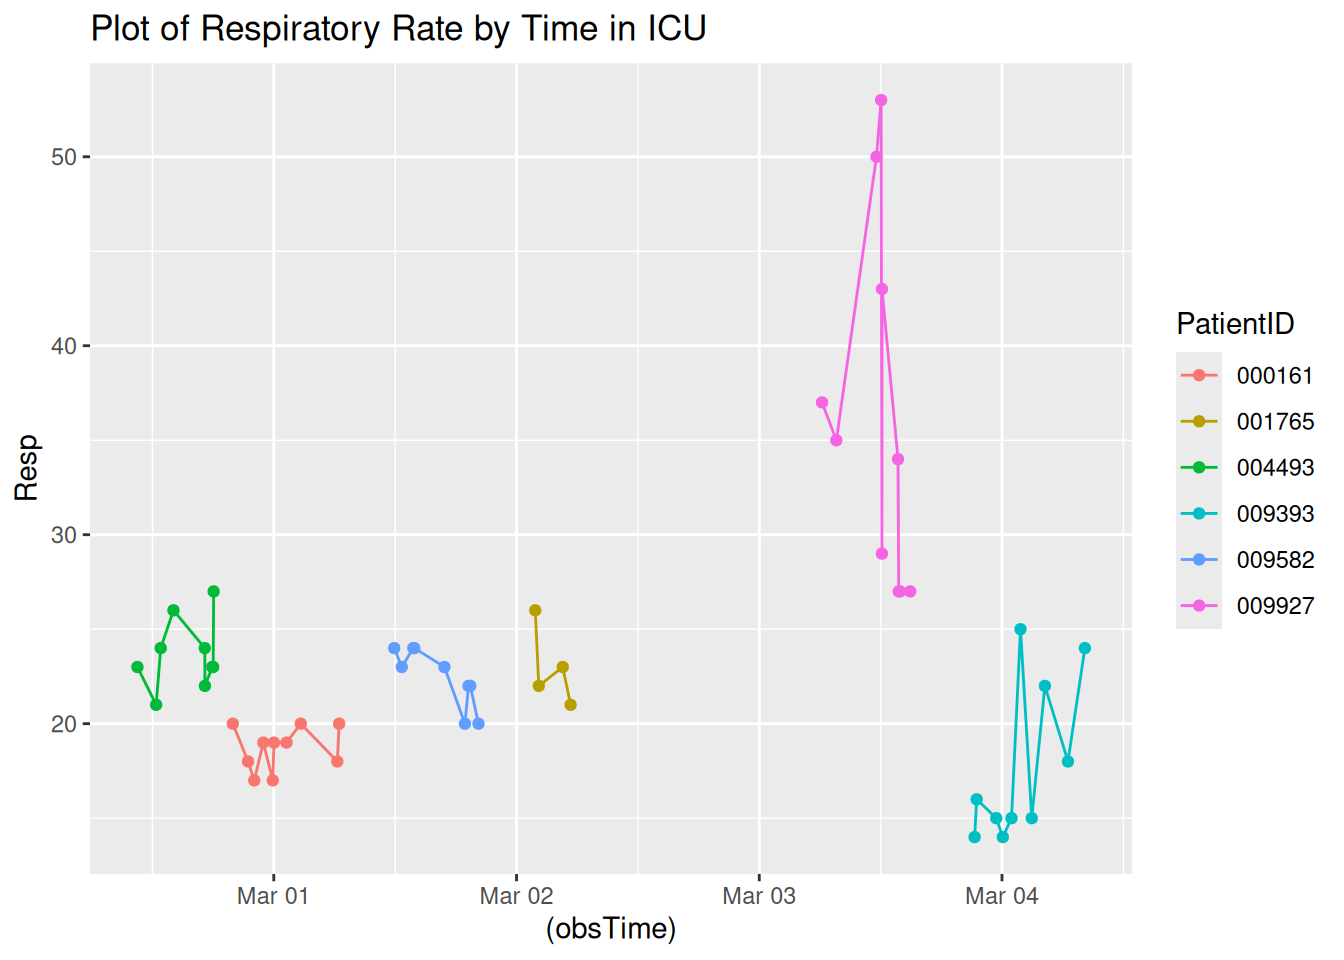 Plot of Respiratory Rate by Time in ICU
Resp
50
40
30
20
Mar 01
Mar 02
Mar 03
Mar 04
(obsTime)
PatientID
000161
001765
004493
009393
009582
009927